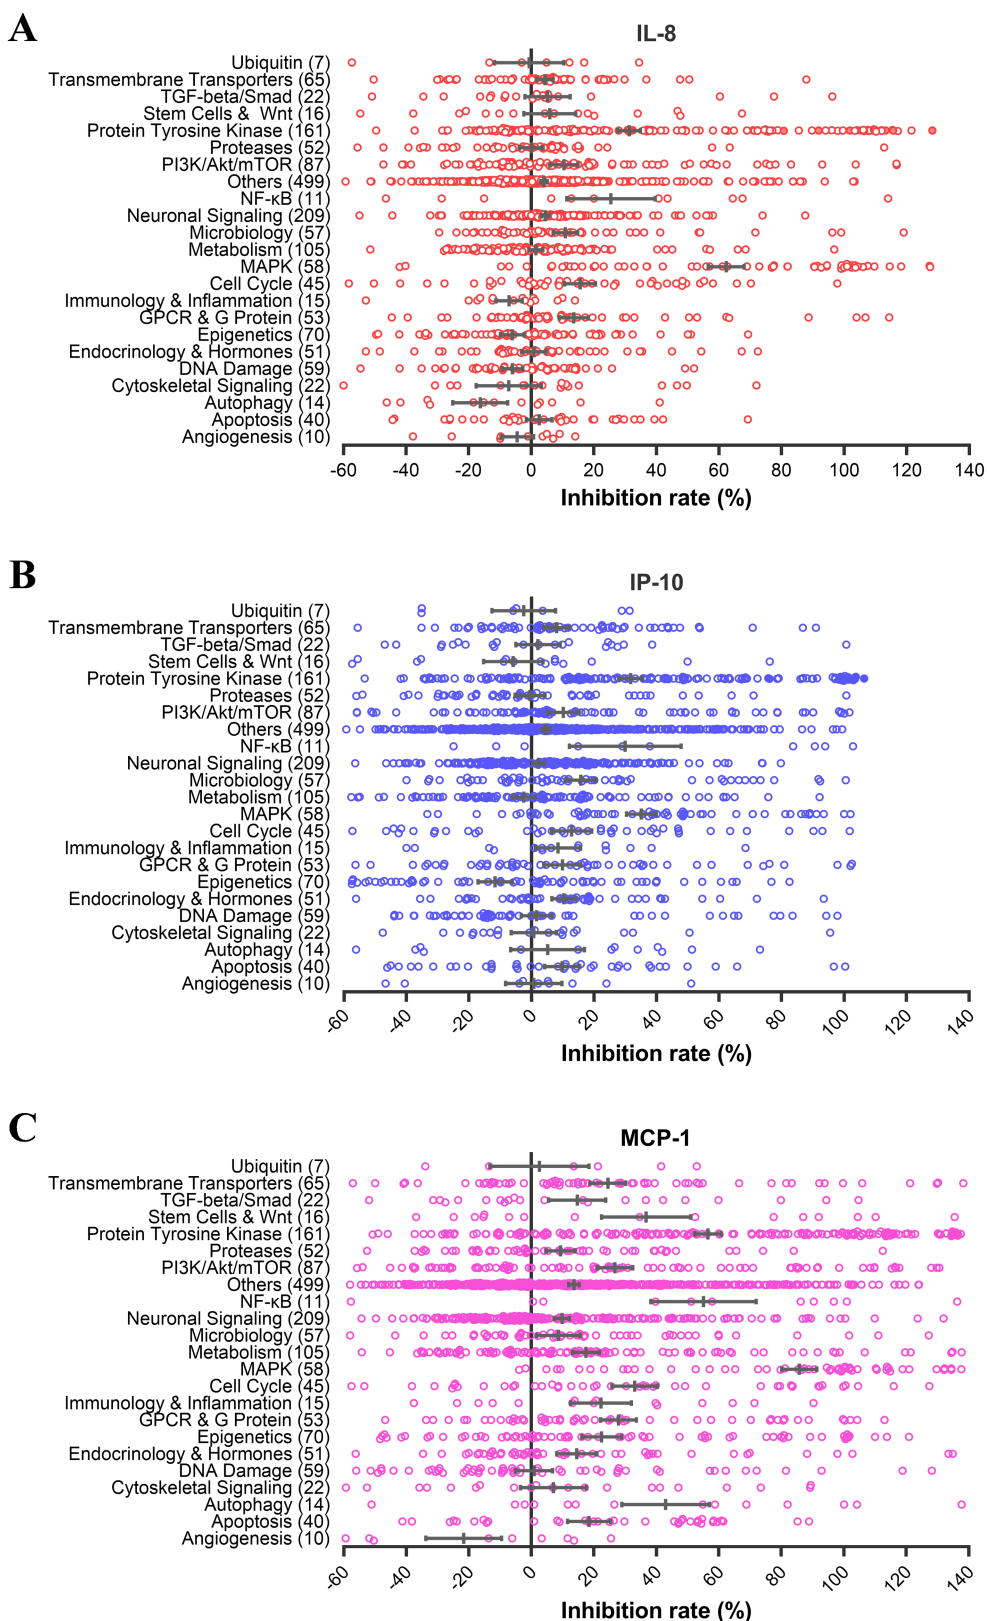 A
IL-8
Ubiquitin (7)
Transmembrane Transporters (65)
TGF-beta/Smad (22)
Stem Cells & Wnt (16)
Protein Tyrosine Kinase (161)
Proteases (52)
PI3K/Akt/mTOR (87)
Others (499)
NF-κB (11)
Neuronal Signaling (209)
Microbiology (57)
Metabolism (105)
MAPK (58)
Cell Cycle (45)
Immunology & Inflammation (15)
GPCR & G Protein (53)
Epigenetics (70)
Endocrinology & Hormones (51)
DNA Damage (59)
Cytoskeletal Signaling (22)
Autophagy (14)
Apoptosis (40)
Angiogenesis (10)
-60 -40 -20 0 20 40 60 80 100 120 140
Inhibition rate (%)
B
IP-10
Ubiquitin (7)
Transmembrane Transporters (65)
TGF-beta/Smad (22)
Stem Cells & Wnt (16)
Protein Tyrosine Kinase (161)
Proteases (52)
PI3K/Akt/mTOR (87)
Others (499)
NF-κB (11)
Neuronal Signaling (209)
Microbiology (57)
Metabolism (105)
MAPK (58)
Cell Cycle (45)
Immunology & Inflammation (15)
GPCR & G Protein (53)
Epigenetics (70)
Endocrinology & Hormones (51)
DNA Damage (59)
Cytoskeletal Signaling (22)
Autophagy (14)
Apoptosis (40)
Angiogenesis (10)
-60 -40 -20 0 20 40 60 80 100 120 140
Inhibition rate (%)
C
MCP-1
Ubiquitin (7)
Transmembrane Transporters (65)
TGF-beta/Smad (22)
Stem Cells & Wnt (16)
Protein Tyrosine Kinase (161)
Proteases (52)
PI3K/Akt/mTOR (87)
Others (499)
NF-κB (11)
Neuronal Signaling (209)
Microbiology (57)
Metabolism (105)
MAPK (58)
Cell Cycle (45)
Immunology & Inflammation (15)
GPCR & G Protein (53)
Epigenetics (70)
Endocrinology & Hormones (51)
DNA Damage (59)
Cytoskeletal Signaling (22)
Autophagy (14)
Apoptosis (40)
Angiogenesis (10)
-60 -40 -20 0 20 40 60 80 100 120 140
Inhibition rate (%)